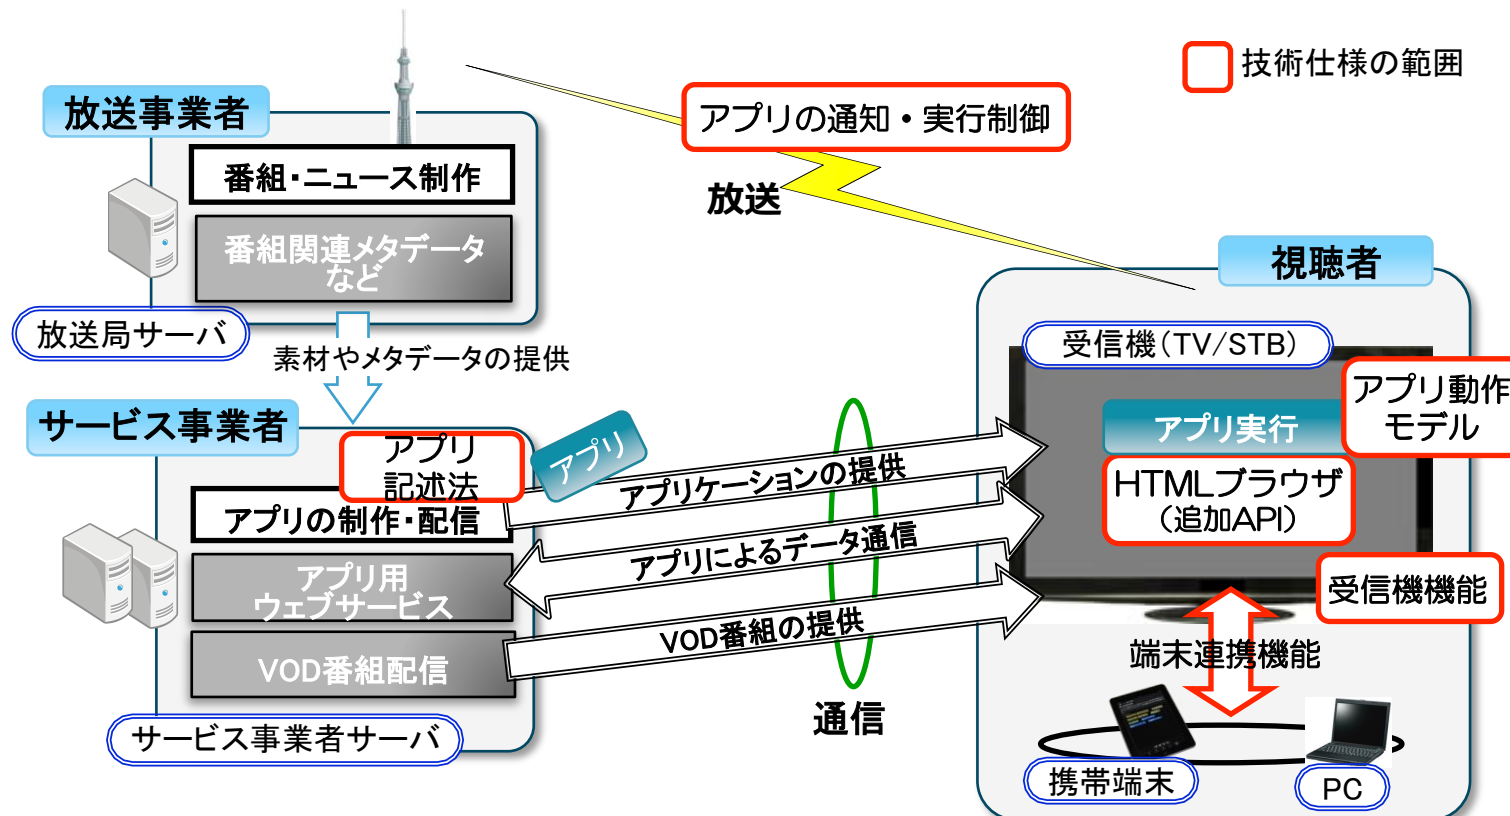 技術仕様の範囲
放送事業者
アプリの通知・実行制御
番組・ニュース制作
放送
番組関連メタデータ
など
視聴者
放送局サーバ
素材やメタデータの提供
受信機(TV/STB)
サービス事業者
アプリ
記述法
アプリ
アプリケーションの提供
アプリ実行
アプリ動作
モデル
HTMLブラウザ
(追加API)
アプリの制作・配信
アプリによるデータ通信
アプリ用
ウェブサービス
受信機機能
VOD番組の提供
VOD番組配信
端末連携機能
通信
サービス事業者サーバ
携帯端末
PC